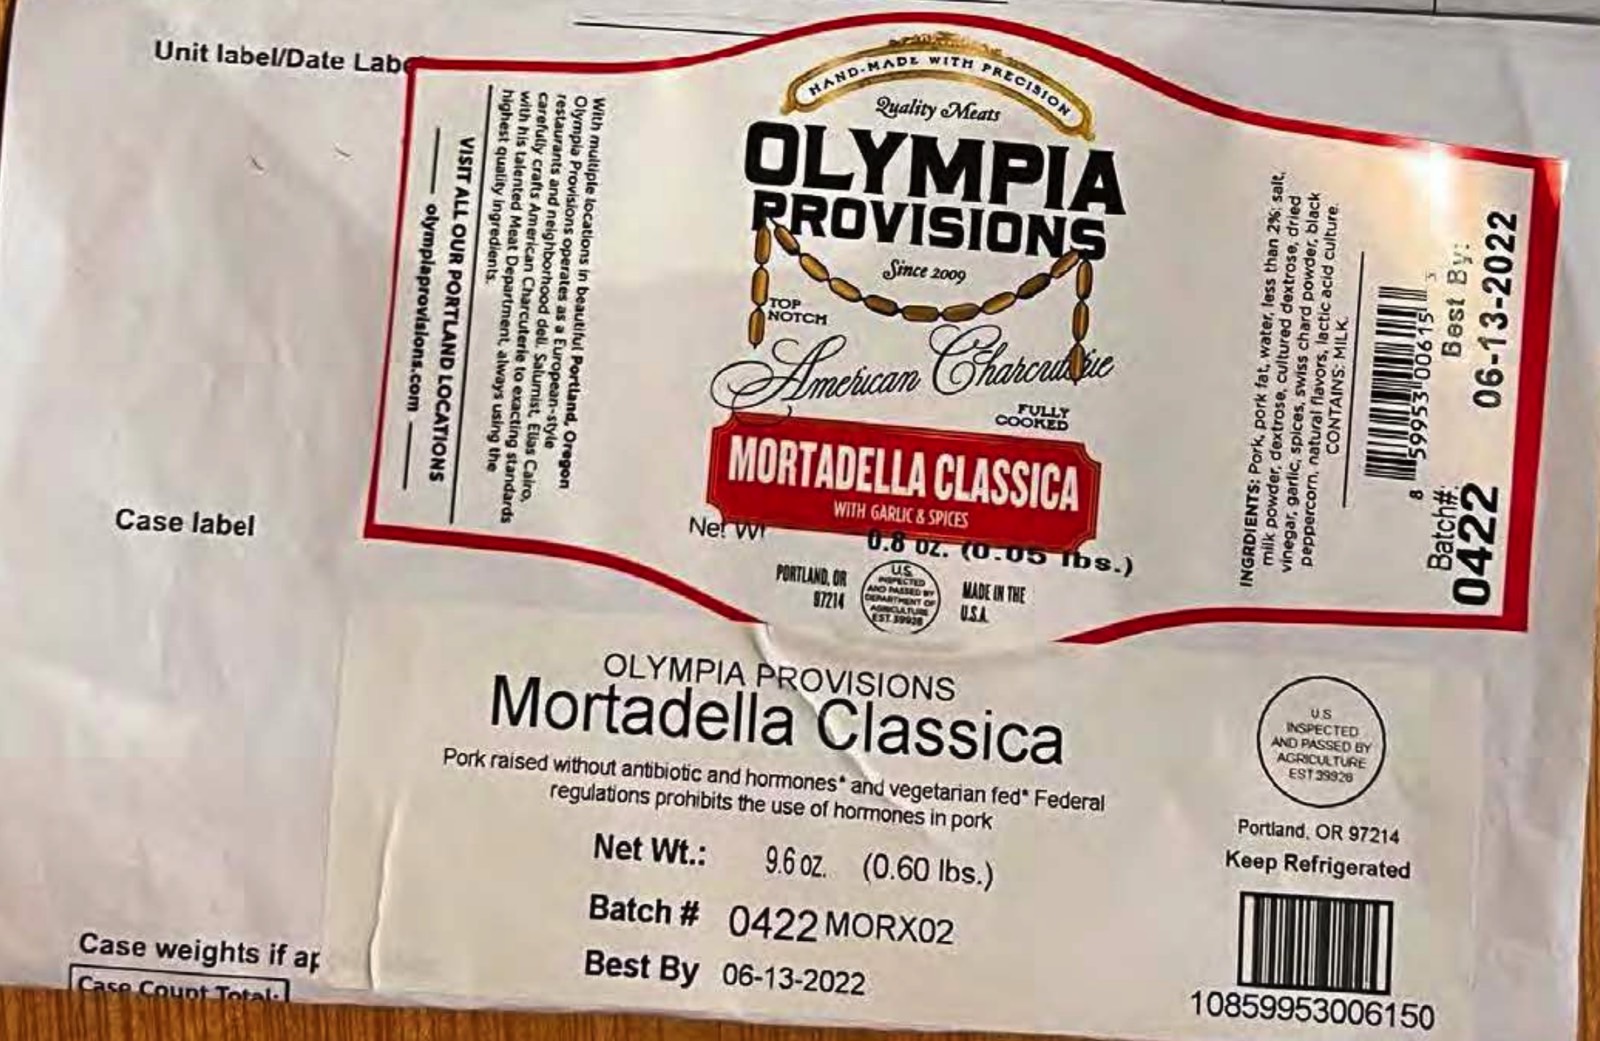 Unit label/Date Labe
With multiple locations in beautiful Portland, Oregon
Olympia Provisions operates as a European-style
restaurants and neighborhood deli. Salumist, Elias Cairo,
carefully crafts American Charcuterie to exacting standards
with his talented Meat Department, always using the
highest quality ingredients.
VISIT ALL OUR PORTLAND LOCATIONS
olympiaprovisions.com
HAND-MADE WITH PRECISION
Quality Meats
OLYMPIA
PROVISIONS
Since 2009
TOP
NOTCH
American Charcuterie
FULLY
COOKED
MORTADELLA CLASSICA
WITH GARLIC & SPICES
Net Wt
0.8 oz. (0.05 lbs.)
PORTLAND, OR
97214
U.S.
INSPECTED
AND PASSED BY
DEPARTMENT OF
AGRICULTURE
EST.39928
MADE IN THE
U.S.A.
INGRDIENTS: Pork, pork fat, water, less than 2%: salt,
milk powder, dextrose, cultured dextrose, dried
vinegar, garlic, spices, swiss chard powder, black
peppercorn, natural flavors, lactic acid culture.
CONTAINS: MILK.
8 59953 00615 3
Batch#: Best By:
0422 06-13-2022
Case label
OLYMPIA PROVISIONS
Mortadella Classica
Pork raised without antibiotic and hormones* and vegetarian fed* Federal
regulations prohibits the use of hormones in pork
Net Wt.: 9.6 oz. (0.60 lbs.)
Batch # 0422 MORX02
Best By 06-13-2022
U.S
INSPECTED
AND PASSED BY
AGRICULTURE
EST 39928
Portland, OR 97214
Keep Refrigerated
10859953006150
Case weights if ap
Case Count Total: